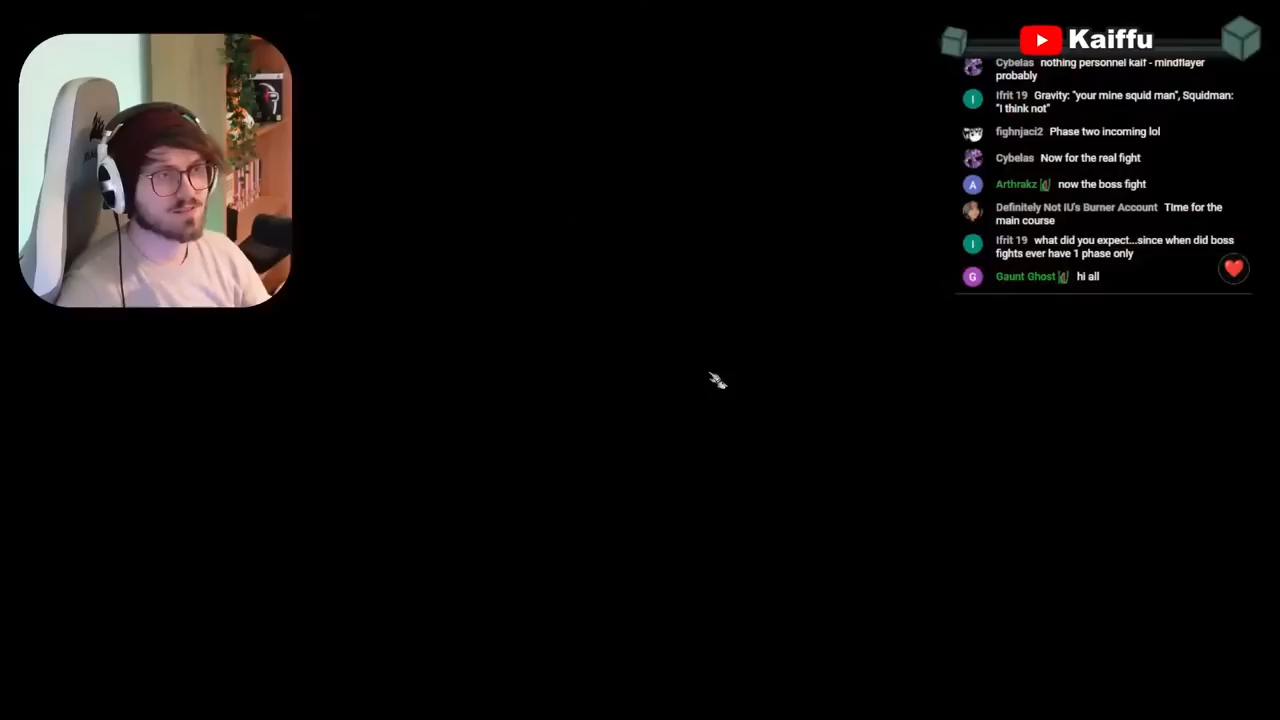 Kaiffu
Cybelas nothing personnel kaif - mindflayer
probably
I Ifrit 19 Gravity: "your mine squid man", Squidman:
"I think not"
fighnjaci2 Phase two incoming lol
Cybelas Now for the real fight
A Arthrakz now the boss fight
Definitely Not IU's Burner Account TIme for the
main course
I Ifrit 19 what did you expect...since when did boss
fights ever have 1 phase only
G Gaunt Ghost hi all